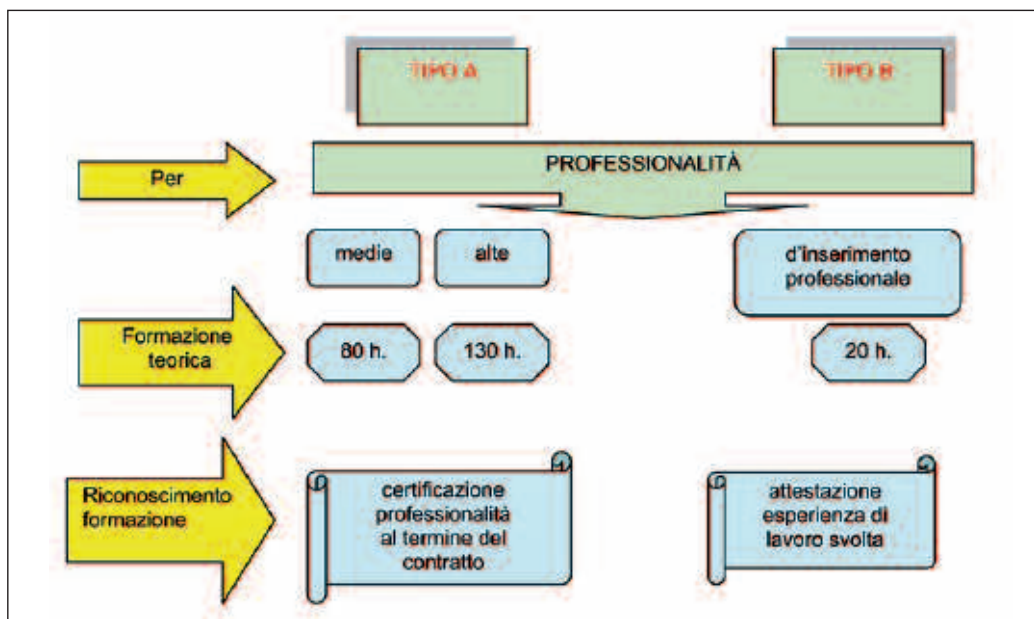 TIPO A
TIPO B
Per
PROFESSIONALITÀ
medie
alte
d'inserimento
professionale
Formazione
teorica
80 h.
130 h.
20 h.
Riconoscimento
formazione
certificazione
professionalità
al termine del
contratto
attestazione
esperienza di
lavoro svolta